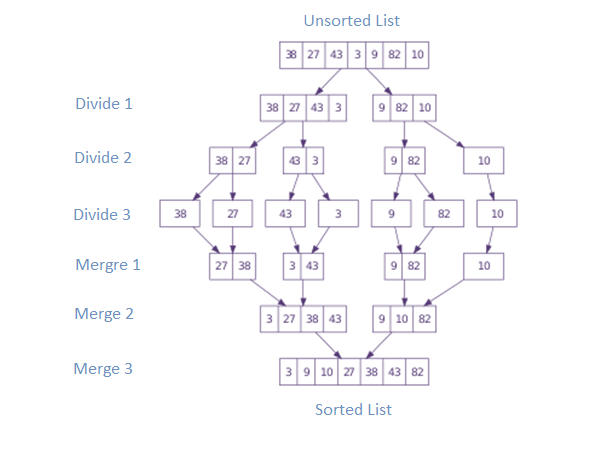 Unsorted List
38 27 43 3 9 82 10
Divide 1 38 27 43 3 9 82 10
Divide 2 38 27 43 3 9 82 10
Divide 3 38 27 43 3 9 82 10
Mergre 1 27 38 3 43 9 82 10
Merge 2 3 27 38 43 9 10 82
Merge 3 3 9 10 27 38 43 82
Sorted List